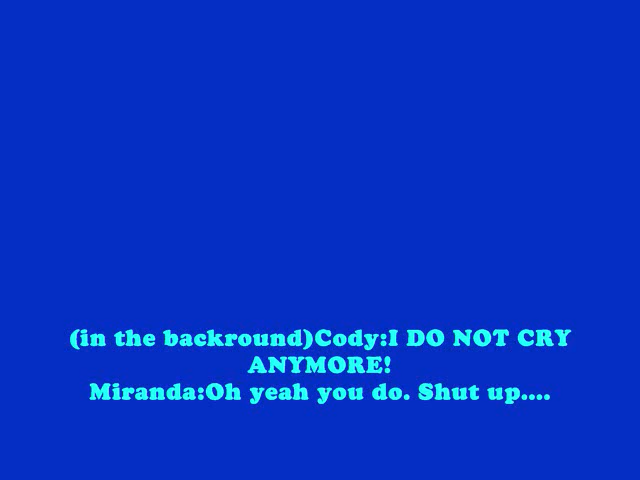 (in the backround)Cody:I DO NOT CRY
ANYMORE!
Miranda:Oh yeah you do. Shut up....